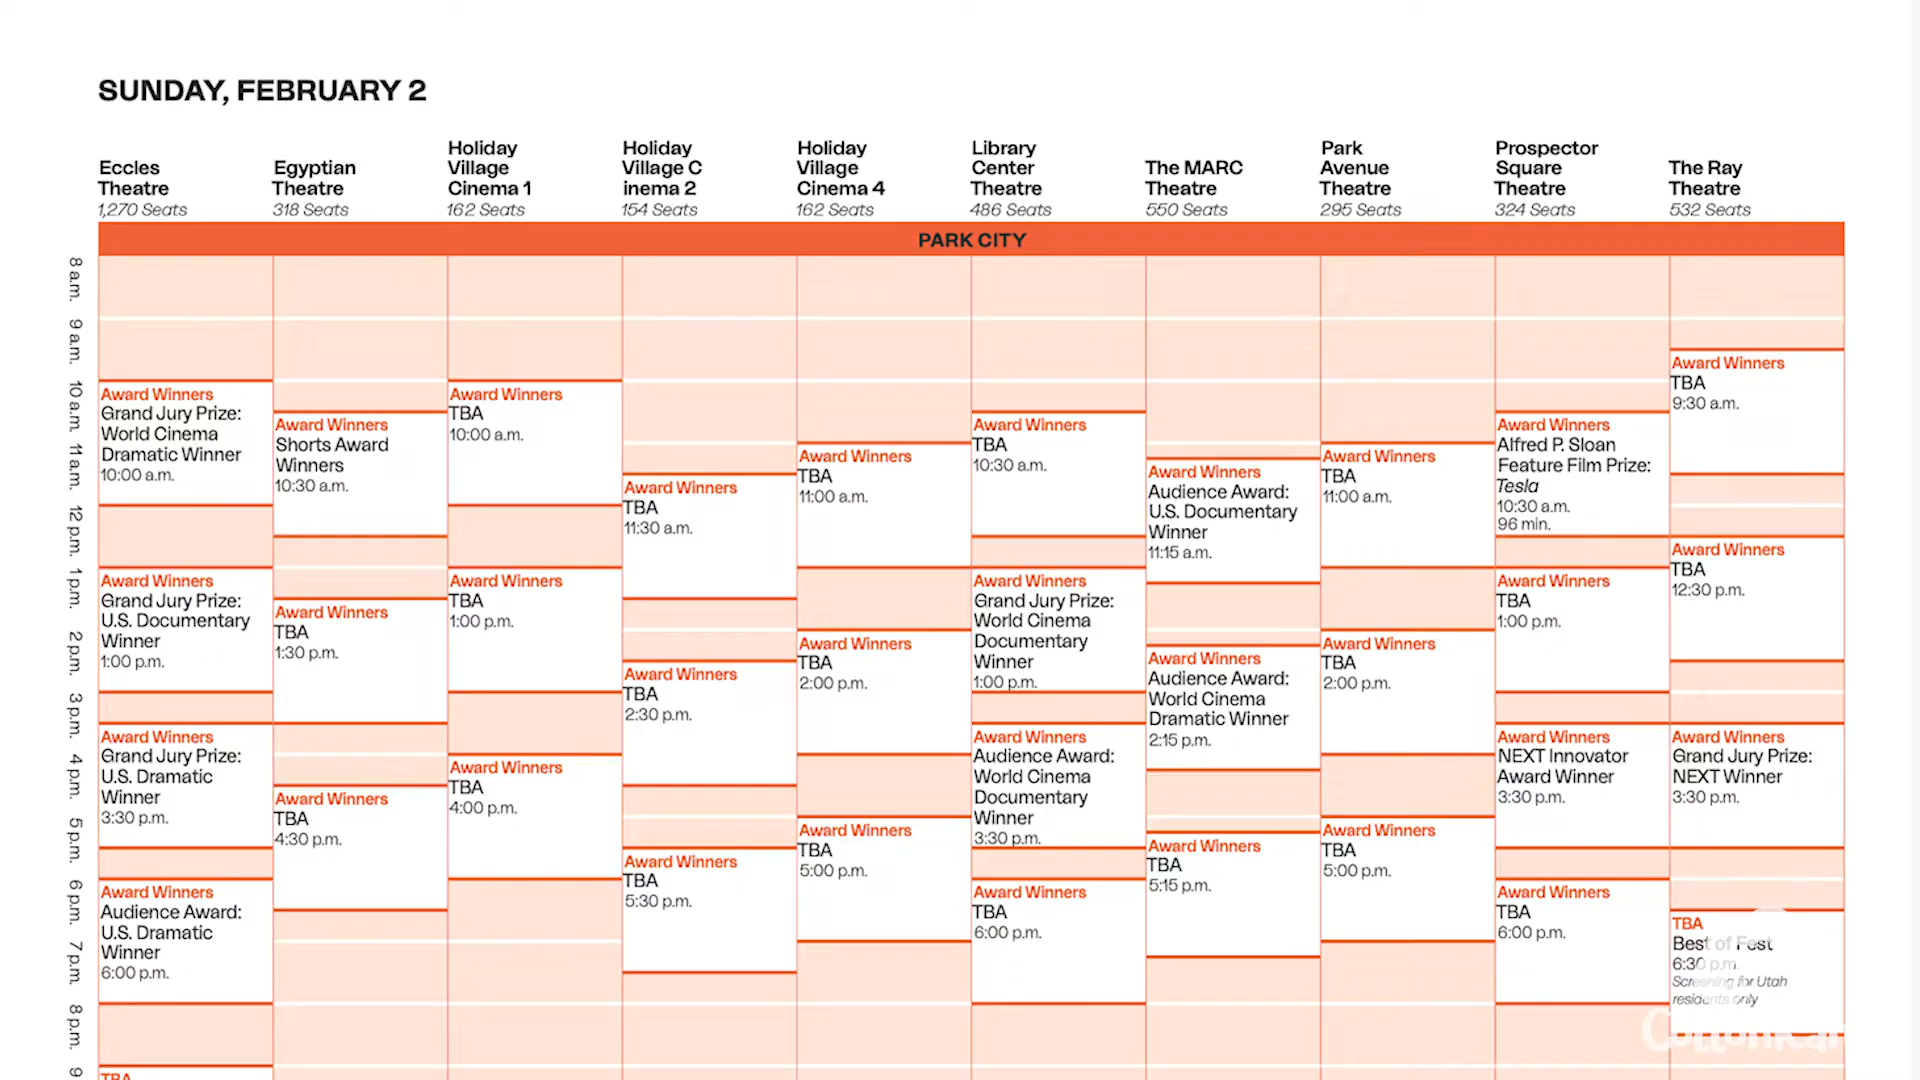 SUNDAY, FEBRUARY 2
Eccles
Theatre
1,270 Seats
Egyptian
Theatre
318 Seats
Holiday
Village
Cinema 1
162 Seats
Holiday
Village C
inema 2
154 Seats
Holiday
Village
Cinema 4
162 Seats
Library
Center
Theatre
486 Seats
The MARC
Theatre
550 Seats
Park
Avenue
Theatre
295 Seats
Prospector
Square
Theatre
324 Seats
The Ray
Theatre
532 Seats
PARK CITY
8 a.m.
9 a.m.
10 a.m.
11 a.m.
12 p.m.
1 p.m.
2 p.m.
3 p.m.
4 p.m.
5 p.m.
6 p.m.
7 p.m.
8 p.m.
9
Award Winners
Grand Jury Prize:
World Cinema
Dramatic Winner
10:00 a.m.
Award Winners
Grand Jury Prize:
U.S. Documentary
Winner
1:00 p.m.
Award Winners
Grand Jury Prize:
U.S. Dramatic
Winner
3:30 p.m.
Award Winners
Audience Award:
U.S. Dramatic
Winner
6:00 p.m.
TBA
Award Winners
Shorts Award
Winners
10:30 a.m.
Award Winners
TBA
1:30 p.m.
Award Winners
TBA
4:30 p.m.
Award Winners
TBA
10:00 a.m.
Award Winners
TBA
1:00 p.m.
Award Winners
TBA
4:00 p.m.
Award Winners
TBA
11:30 a.m.
Award Winners
TBA
2:30 p.m.
Award Winners
TBA
5:30 p.m.
Award Winners
TBA
11:00 a.m.
Award Winners
TBA
2:00 p.m.
Award Winners
TBA
5:00 p.m.
Award Winners
TBA
10:30 a.m.
Award Winners
Grand Jury Prize:
World Cinema
Documentary
Winner
1:00 p.m.
Award Winners
Audience Award:
World Cinema
Documentary
Winner
3:30 p.m.
Award Winners
TBA
6:00 p.m.
Award Winners
Audience Award:
U.S. Documentary
Winner
11:15 a.m.
Award Winners
Audience Award:
World Cinema
Dramatic Winner
2:15 p.m.
Award Winners
TBA
5:15 p.m.
Award Winners
TBA
11:00 a.m.
Award Winners
TBA
2:00 p.m.
Award Winners
TBA
5:00 p.m.
Award Winners
Alfred P. Sloan
Feature Film Prize:
Tesla
10:30 a.m.
96 min.
Award Winners
TBA
1:00 p.m.
Award Winners
NEXT Innovator
Award Winner
3:30 p.m.
Award Winners
TBA
6:00 p.m.
Award Winners
TBA
9:30 a.m.
Award Winners
TBA
12:30 p.m.
Award Winners
Grand Jury Prize:
NEXT Winner
3:30 p.m.
TBA
Best of Fest
6:30 p.m.
Screening for Utah
residents only